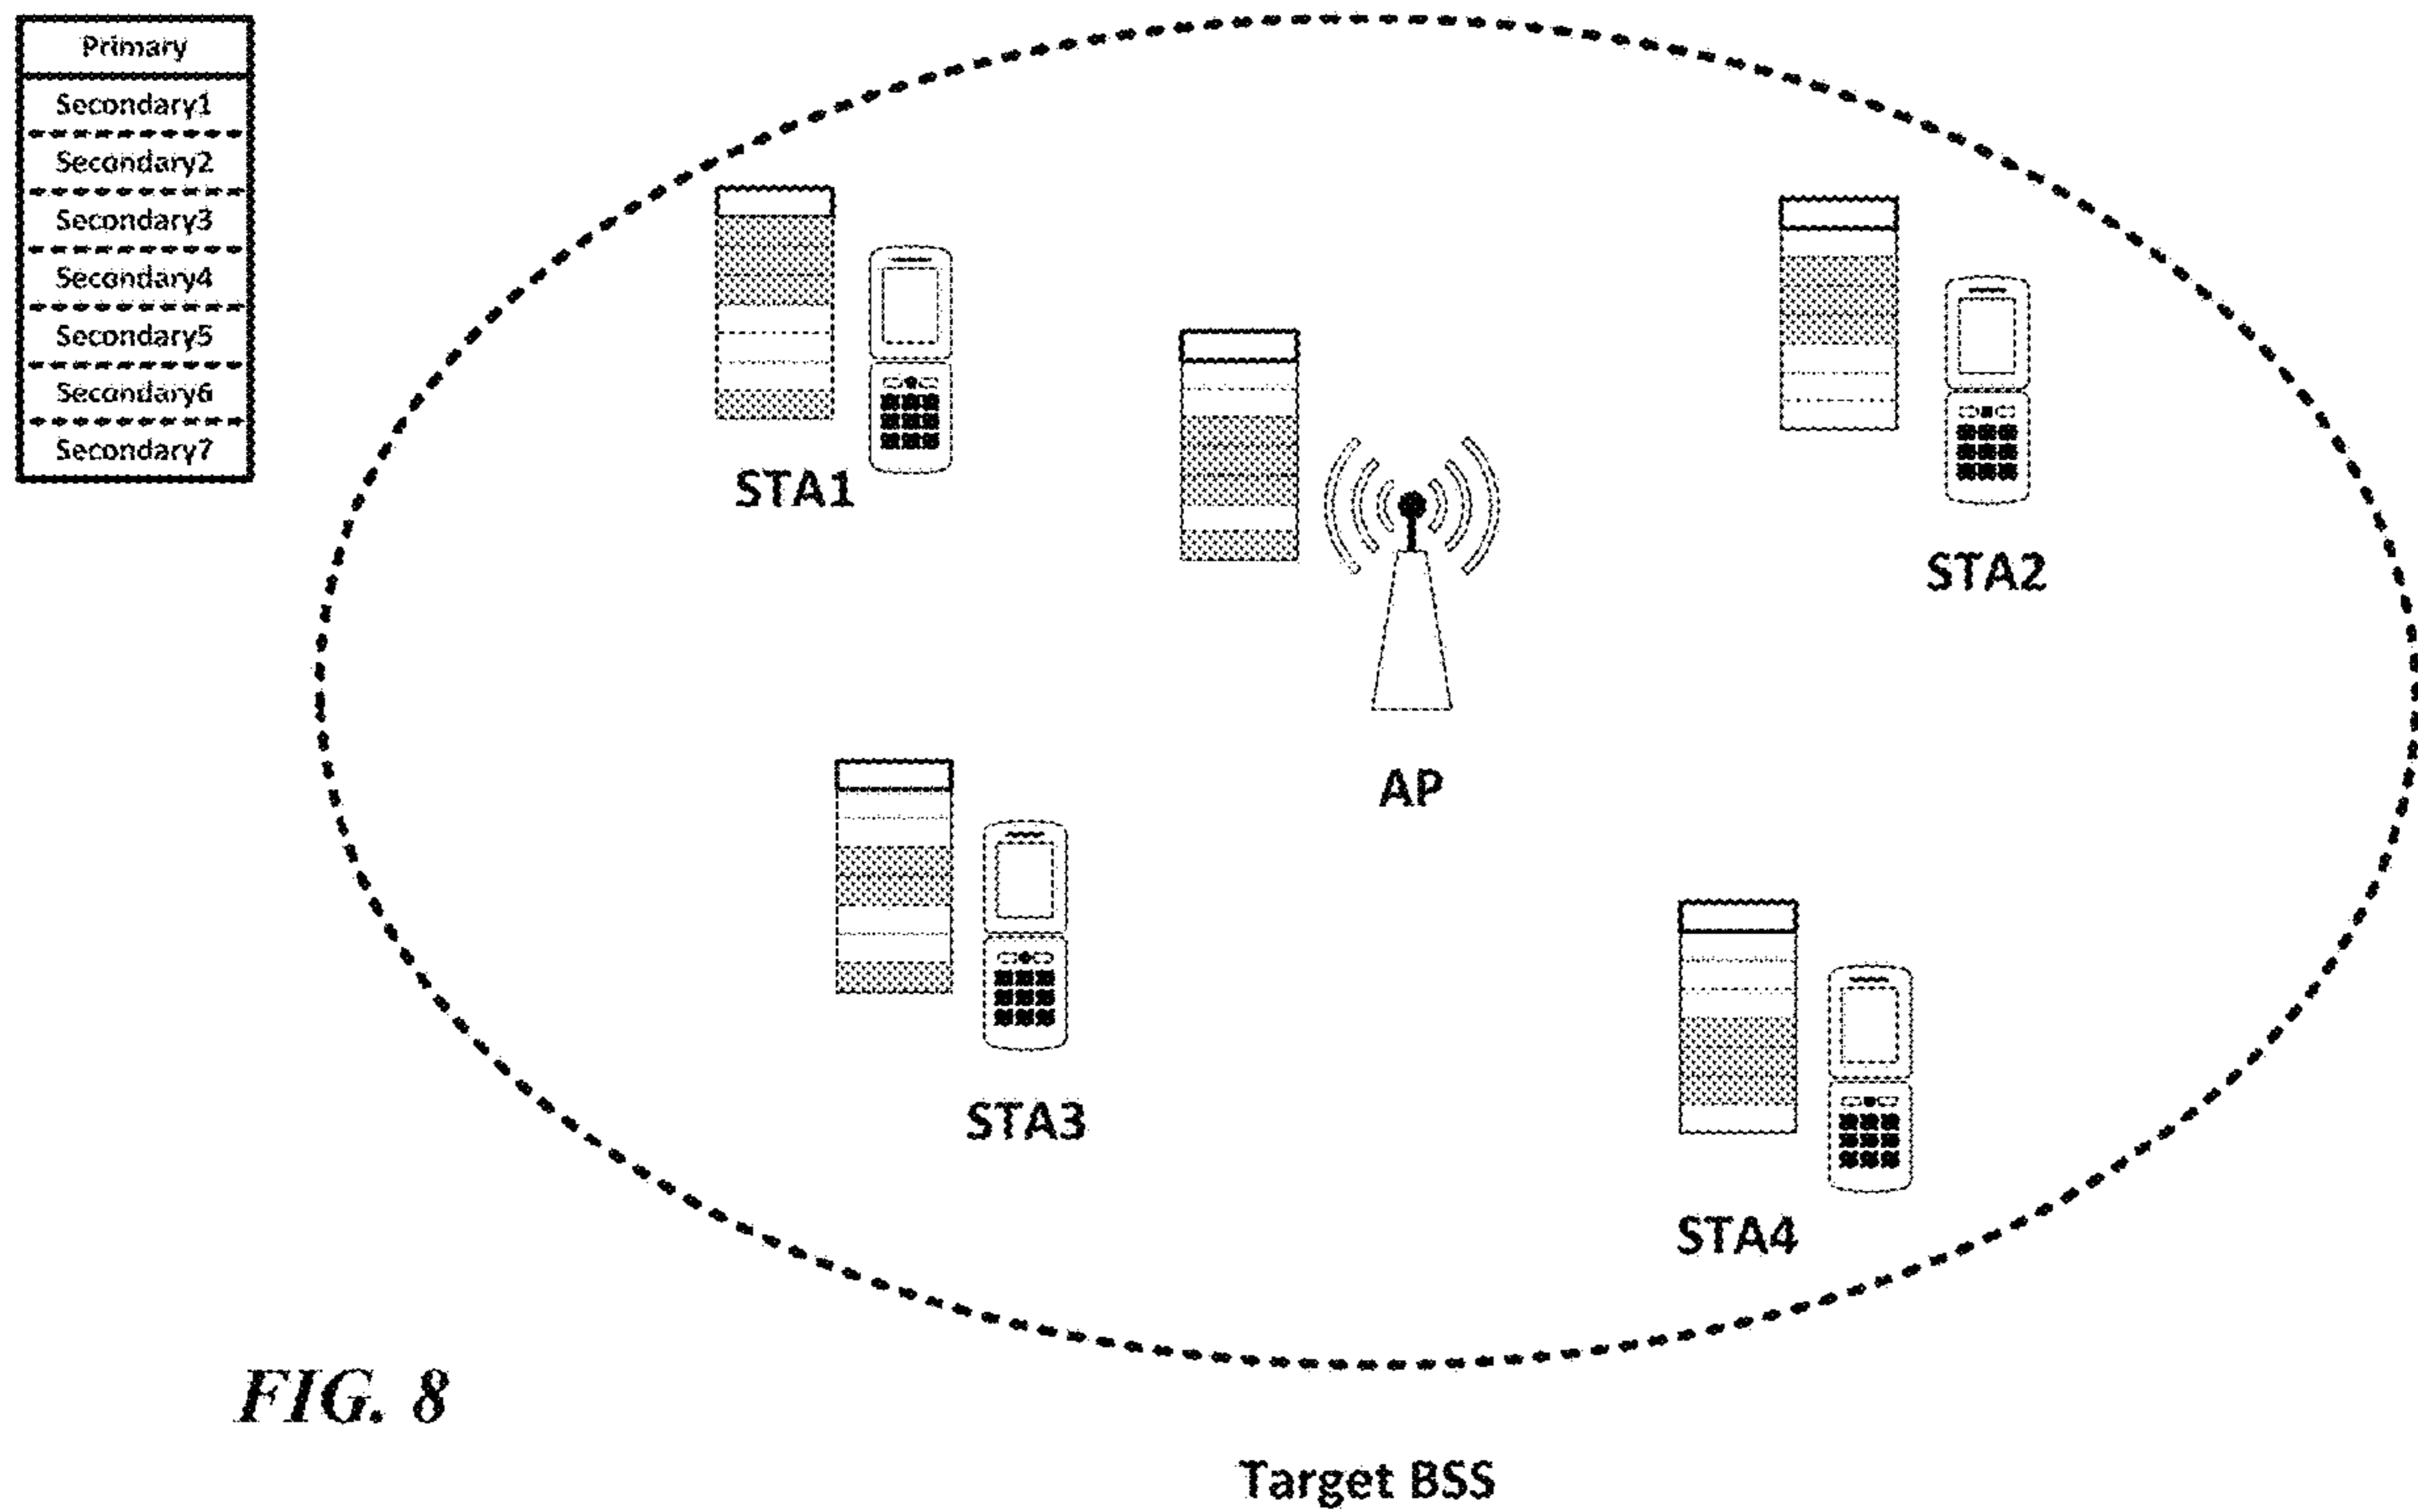 Primary
Secondary1
Secondary2
Secondary3
Secondary4
Secondary5
Secondary6
Secondary7
STA1
STA2
AP
STA3
STA4
FIG. 8
Target BSS